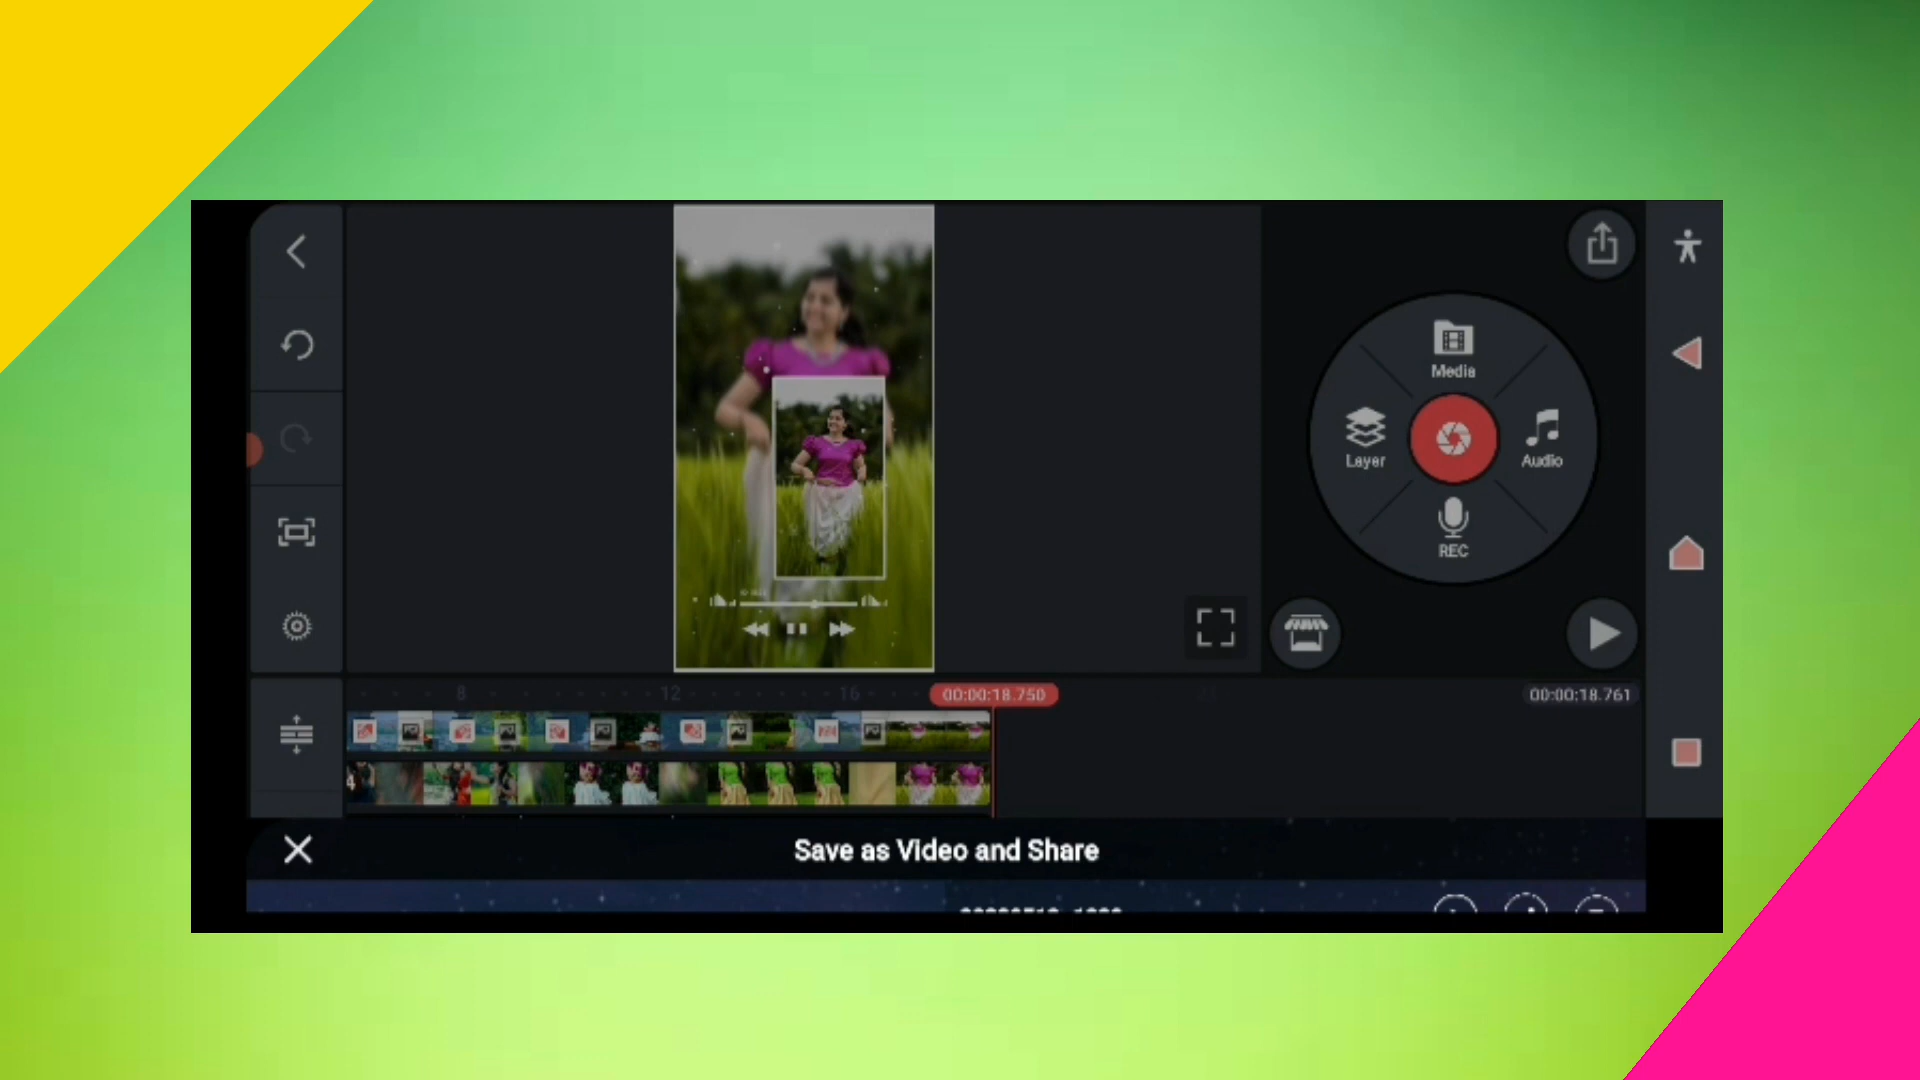 Media
Layer
Audio
REC
8
12
16
00:00:18.750
00:00:18.761
Save as Video and Share